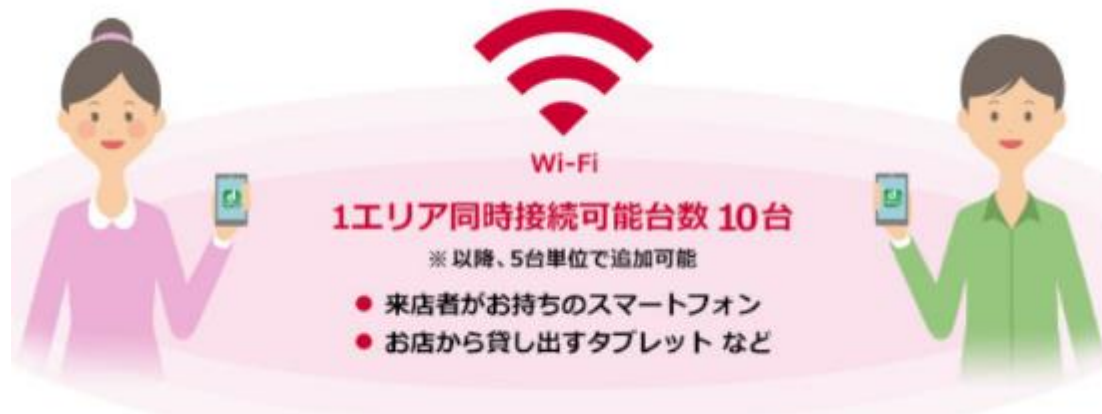 Wi-Fi
1エリア同時接続可能台数 10台
※以降、5台単位で追加可能
● 来店者がお持ちのスマートフォン
● お店から貸し出すタブレット など